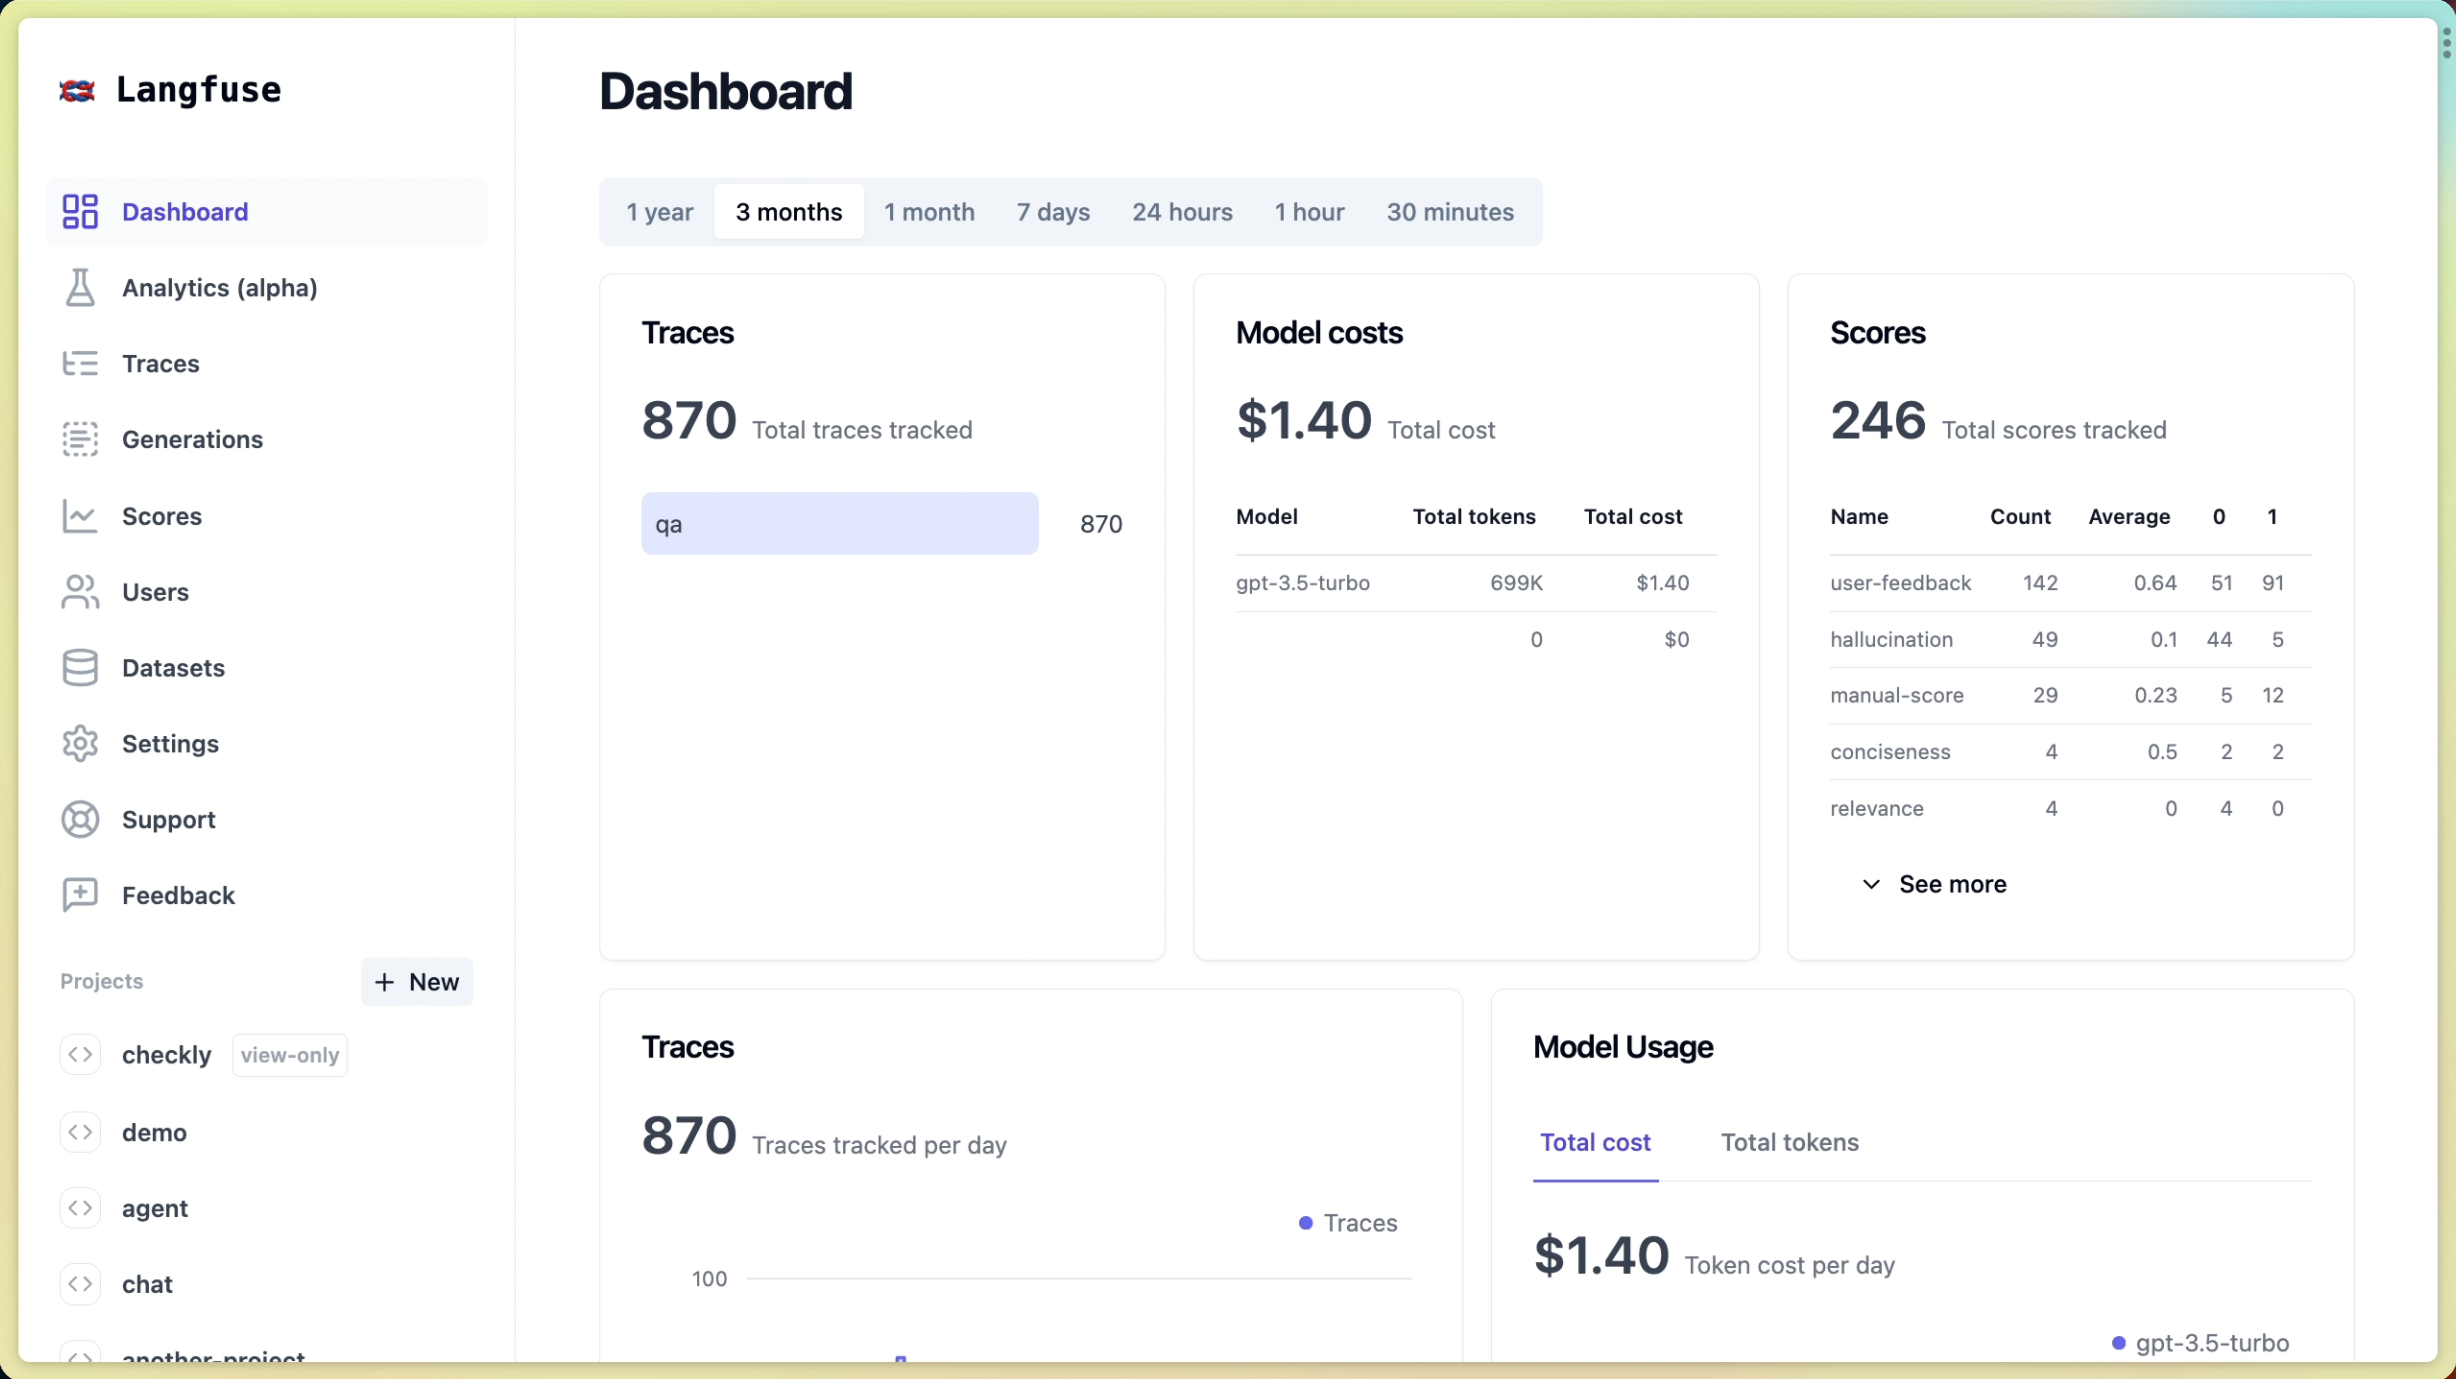 Langfuse
Dashboard
Analytics (alpha)
Traces
Generations
Scores
Users
Datasets
Settings
Support
Feedback
Projects
+ New
checkly view-only
demo
agent
chat
another-project
Dashboard
1 year 3 months 1 month 7 days 24 hours 1 hour 30 minutes
Traces
870 Total traces tracked
qa 870
Model costs
$1.40 Total cost
Model Total tokens Total cost
gpt-3.5-turbo 699K $1.40
0 $0
Scores
246 Total scores tracked
Name Count Average 0 1
user-feedback 142 0.64 51 91
hallucination 49 0.1 44 5
manual-score 29 0.23 5 12
conciseness 4 0.5 2 2
relevance 4 0 4 0
See more
Traces
870 Traces tracked per day
Traces
100
Model Usage
Total cost Total tokens
$1.40 Token cost per day
gpt-3.5-turbo